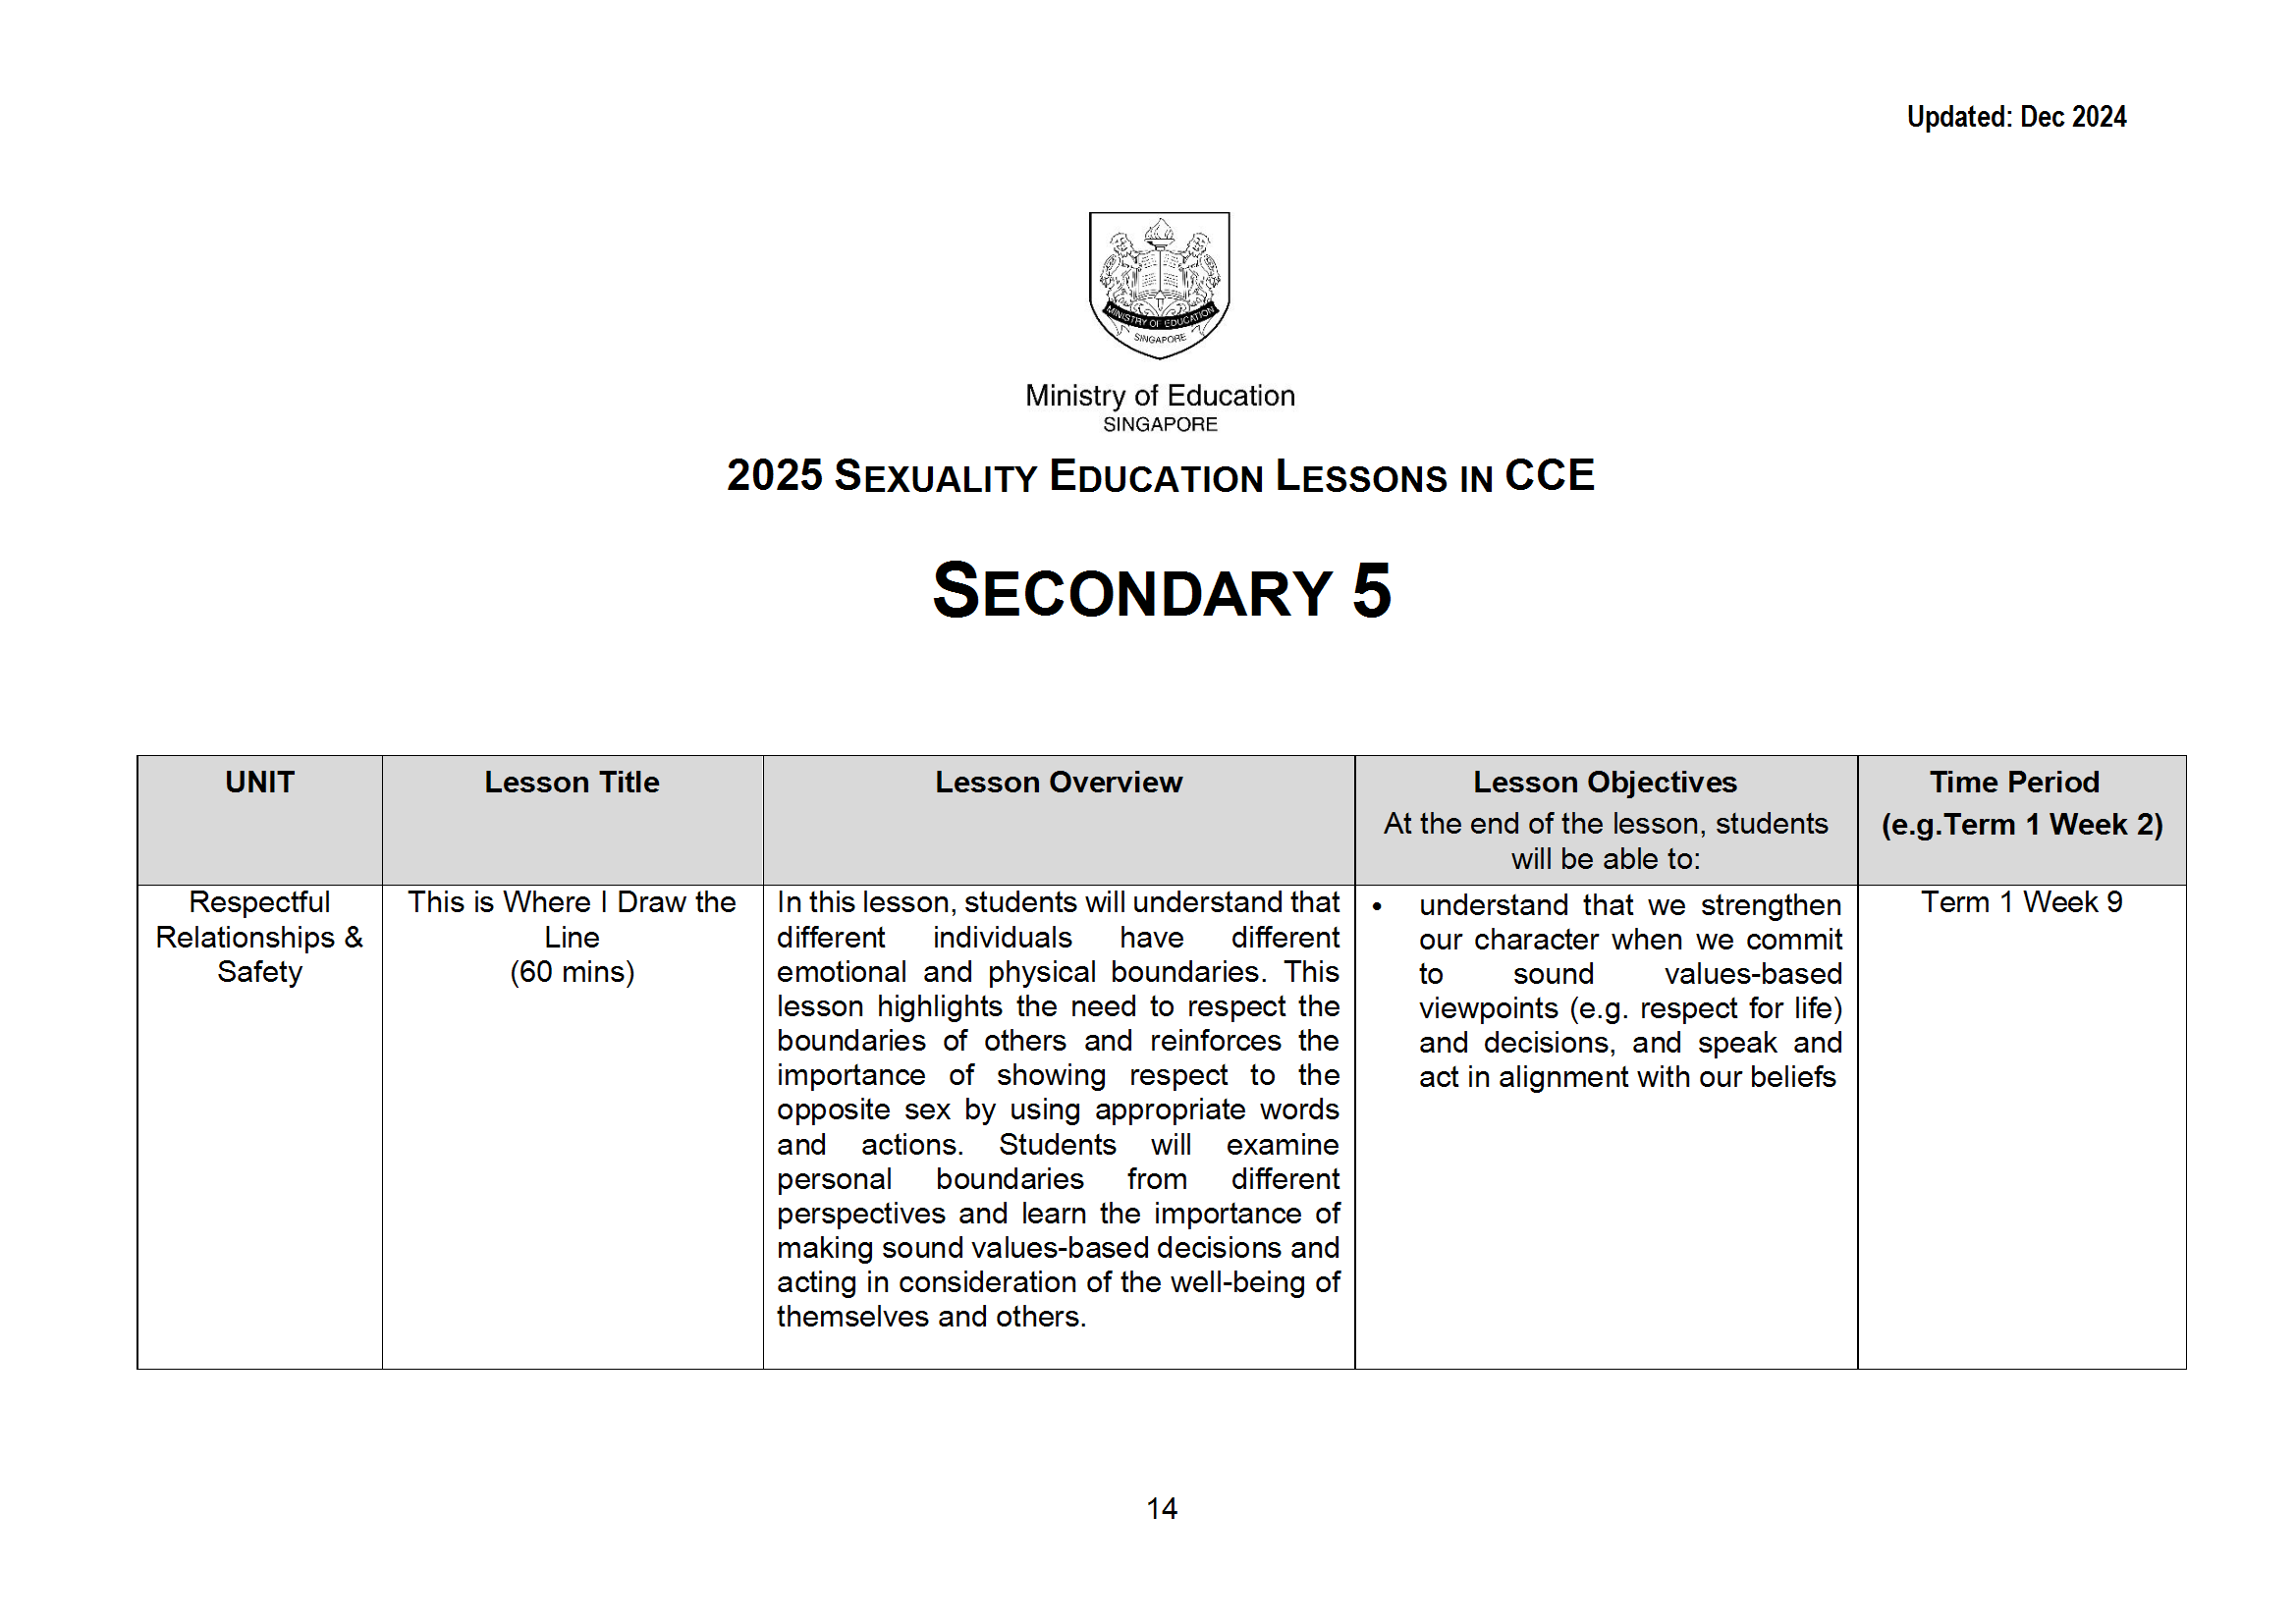 Updated: Dec 2024
MINISTRY OF EDUCATION
SINGAPORE
Ministry of Education
SINGAPORE
2025 SEXUALITY EDUCATION LESSONS IN CCE
SECONDARY 5
UNIT
Lesson Title
Lesson Overview
Lesson Objectives
At the end of the lesson, students
will be able to:
Time Period
(e.g.Term 1 Week 2)
Respectful
Relationships &
Safety
This is Where I Draw the
Line
(60 mins)
In this lesson, students will understand that
different individuals have different
emotional and physical boundaries. This
lesson highlights the need to respect the
boundaries of others and reinforces the
importance of showing respect to the
opposite sex by using appropriate words
and actions. Students will examine
personal boundaries from different
perspectives and learn the importance of
making sound values-based decisions and
acting in consideration of the well-being of
themselves and others.
• understand that we strengthen
our character when we commit
to sound values-based
viewpoints (e.g. respect for life)
and decisions, and speak and
act in alignment with our beliefs
Term 1 Week 9
14